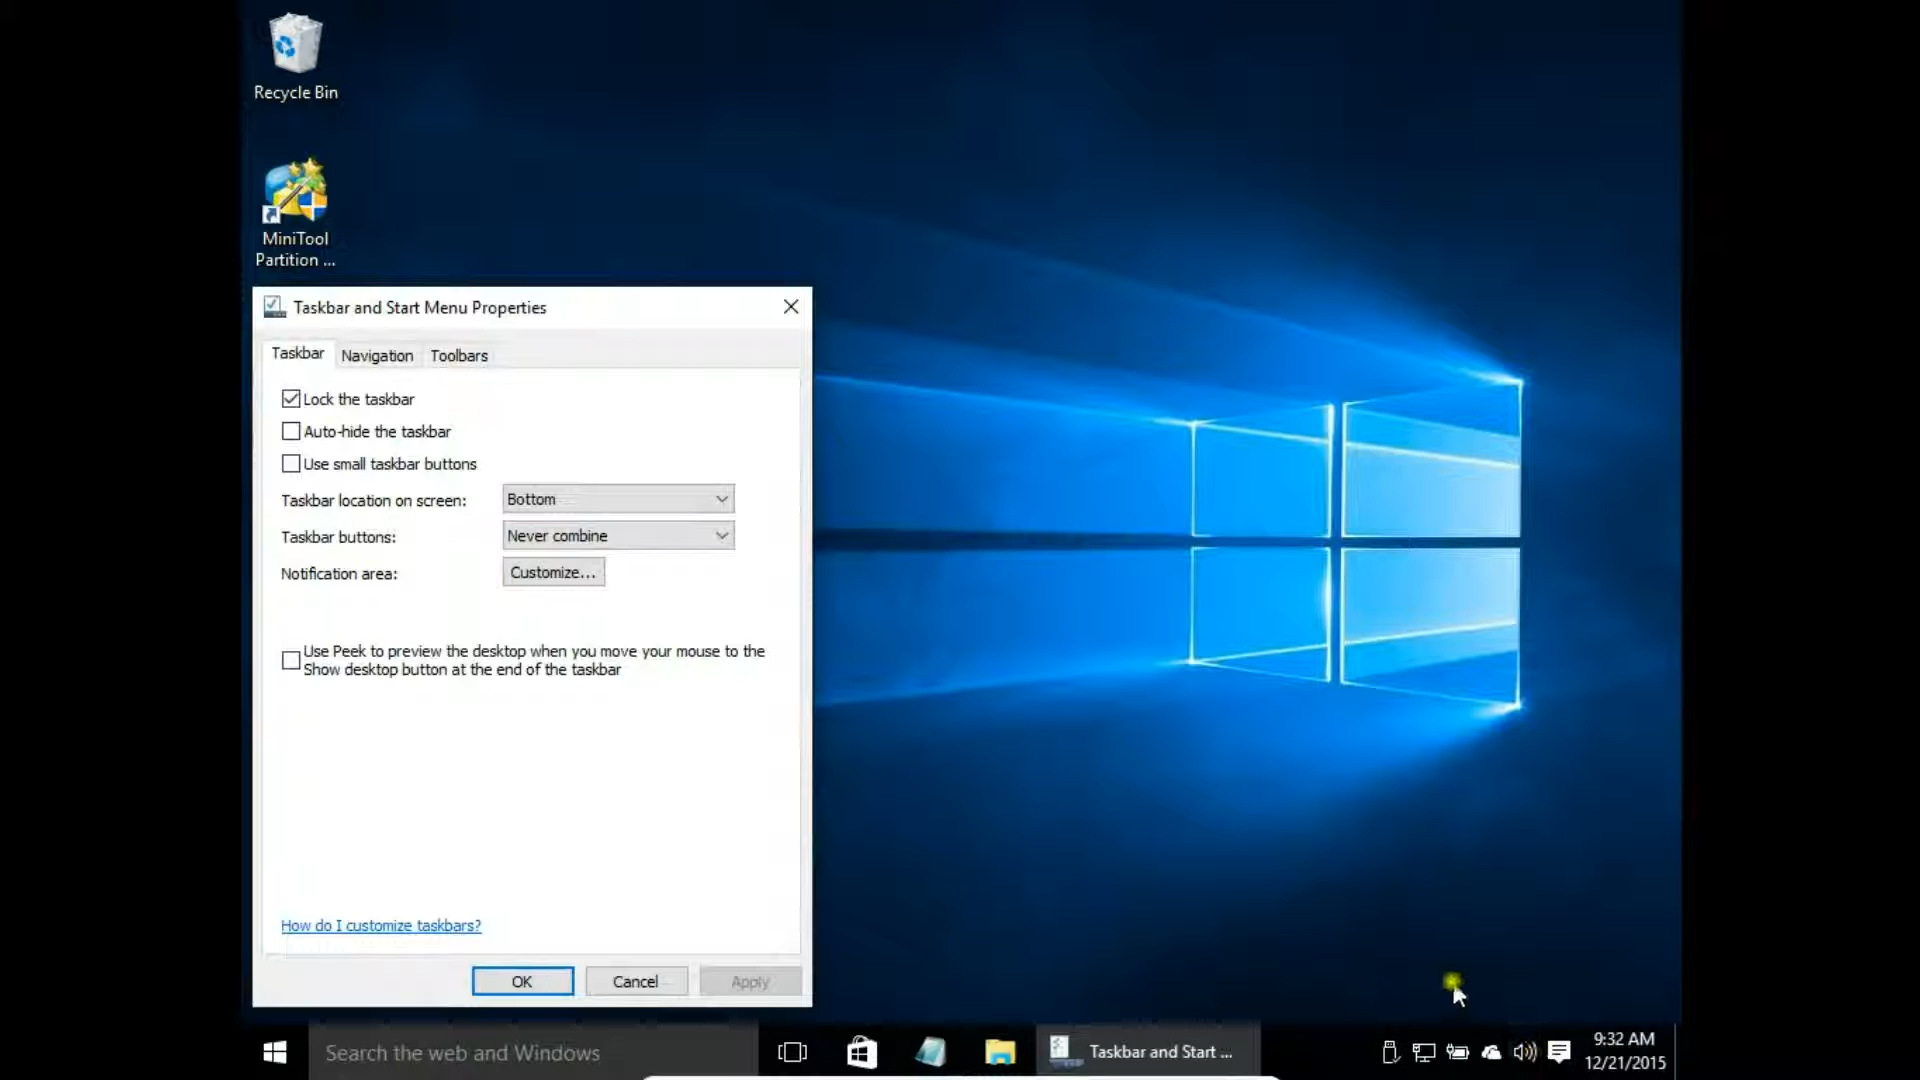 Recycle Bin
MiniTool
Partition ...
Taskbar and Start Menu Properties
Taskbar
Navigation
Toolbars
Lock the taskbar
Auto-hide the taskbar
Use small taskbar buttons
Taskbar location on screen:
Bottom
Taskbar buttons:
Never combine
Notification area:
Customize...
Use Peek to preview the desktop when you move your mouse to the
Show desktop button at the end of the taskbar
How do I customize taskbars?
OK
Cancel
Apply
Search the web and Windows
Taskbar and Start ...
9:32 AM
12/21/2015